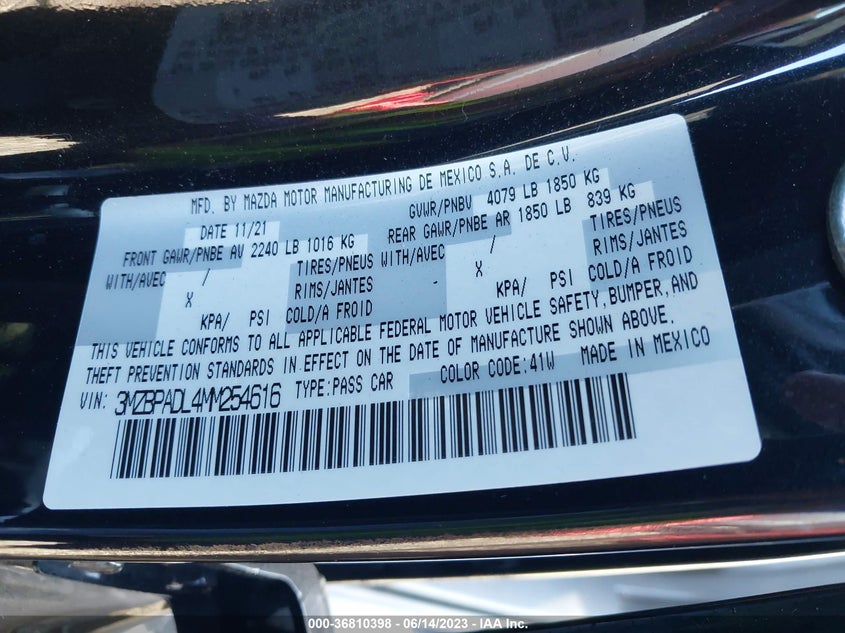 MFD. BY MAZDA MOTOR MANUFACTURING DE MEXICO S.A. DE C.V.
DATE 11/21 GVWR/PNBV 4079 LB 1850 KG
FRONT GAWR/PNBE AV 2240 LB 1016 KG REAR GAWR/PNBE AR 1850 LB 839 KG
WITH/AVEC / TIRES/PNEUS WITH/AVEC / TIRES/PNEUS
X RIMS/JANTES X RIMS/JANTES
KPA/ PSI COLD/A FROID KPA/ PSI COLD/A FROID
THIS VEHICLE CONFORMS TO ALL APPLICABLE FEDERAL MOTOR VEHICLE SAFETY, BUMPER, AND
THEFT PREVENTION STANDARDS IN EFFECT ON THE DATE OF MANUFACTURE SHOWN ABOVE.
VIN: 3MZBPADL4MM254616 TYPE:PASS CAR COLOR CODE:41W MADE IN MEXICO
000-36810398 - 06/14/2023 - © IAA Inc.